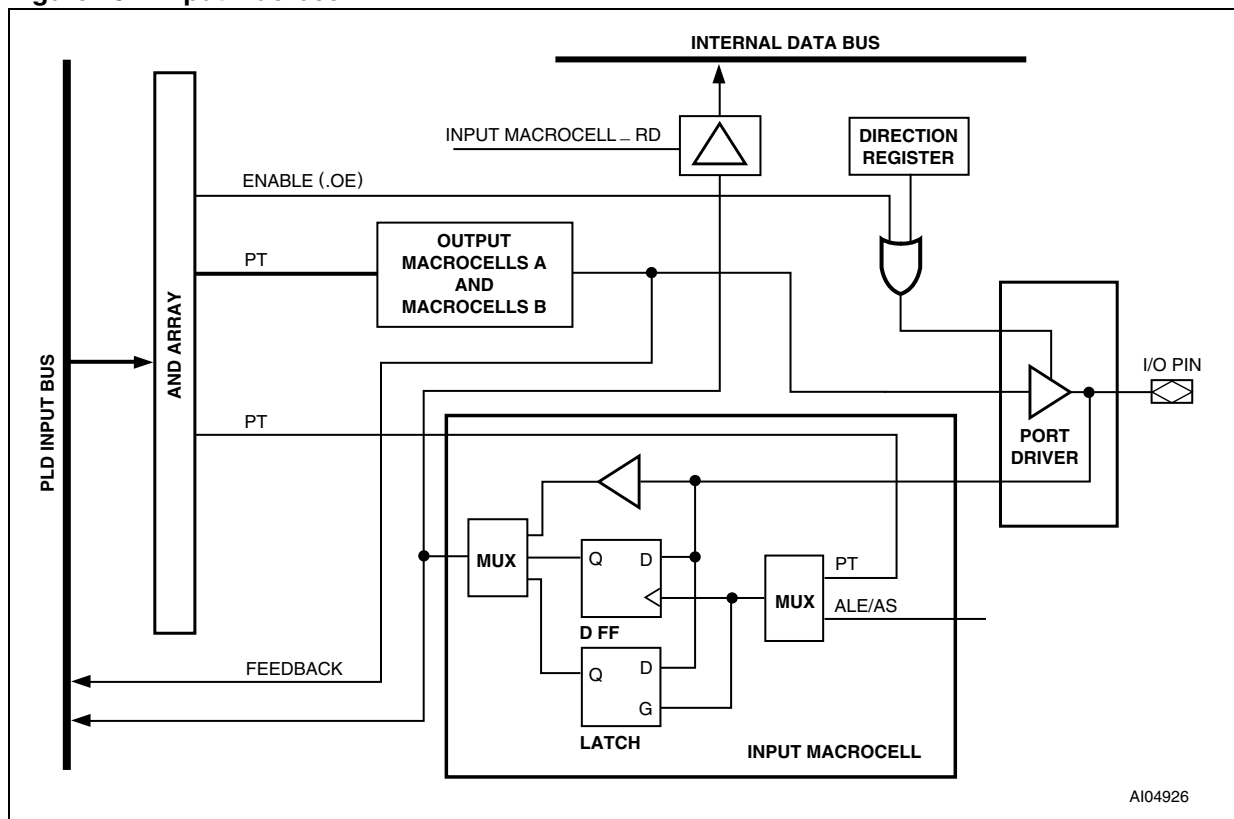 INTERNAL DATA BUS
INPUT MACROCELL _ RD
DIRECTION
REGISTER
ENABLE (.OE)
OUTPUT
MACROCELLS A
AND
MACROCELLS B
PT
AND ARRAY
PLD INPUT BUS
I/O PIN
PORT
DRIVER
PT
MUX
Q
D
D FF
MUX
PT
ALE/AS
FEEDBACK
Q
D
G
LATCH
INPUT MACROCELL
AI04926